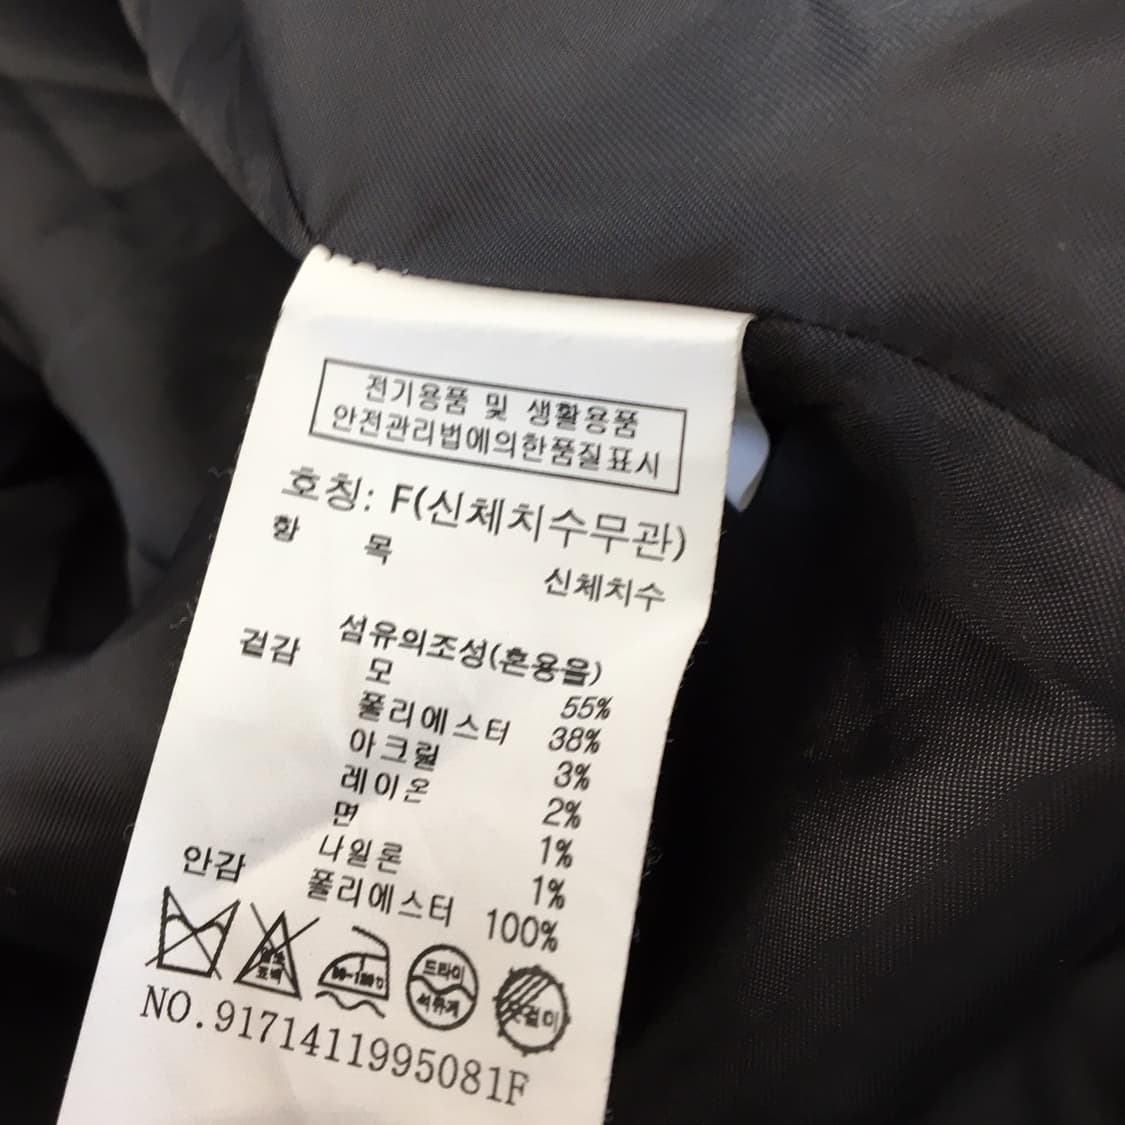 전기용품 및 생활용품
안전관리법에의한품질표시
호칭: F(신체치수무관)
항 목
신체치수
섬유의조성(혼용율)
겉감 모 55%
폴리에스터 38%
아크릴 3%
레이온 2%
면 1%
나일론 1%
안감 폴리에스터 100%
드라이
석유계
옷걸이
NO.9171411995081F